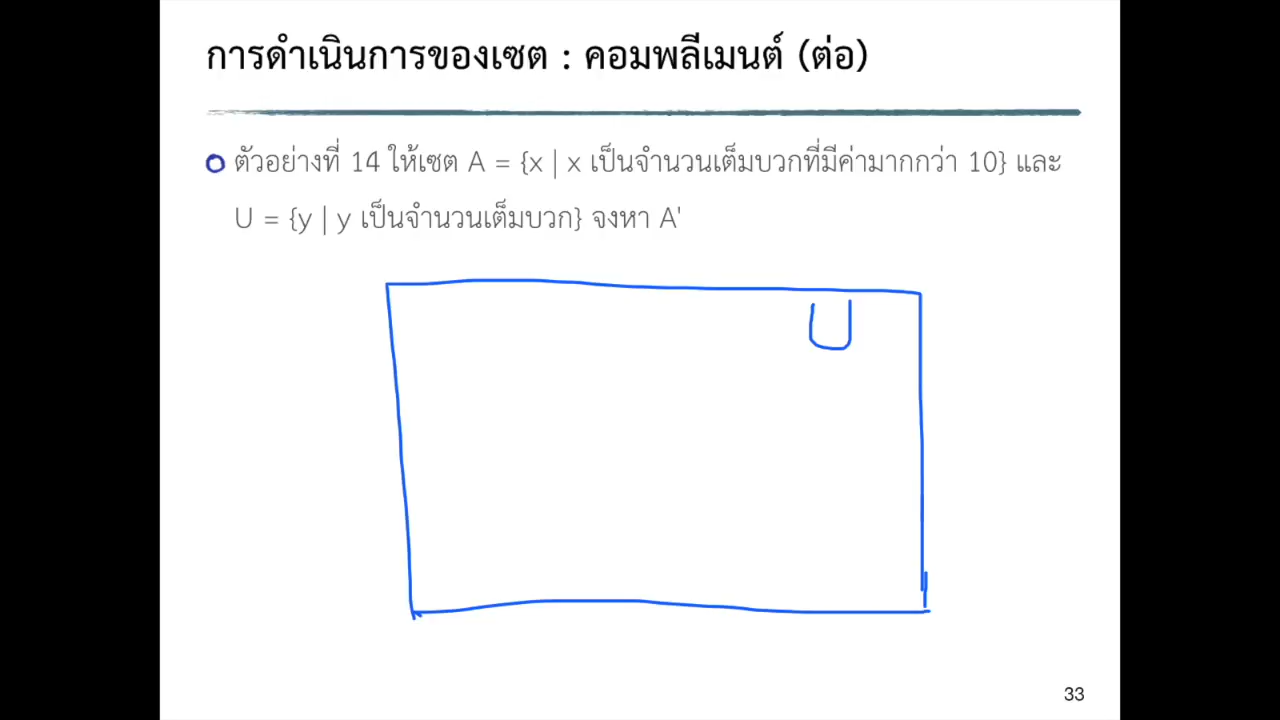 การดำเนินการของเซต : คอมพลีเมนต์ (ต่อ)
ตัวอย่างที่ 14 ให้เซต A = {x | x เป็นจำนวนเต็มบวกที่มีค่ามากกว่า 10} และ
U = {y | y เป็นจำนวนเต็มบวก} จงหา A'
U
33